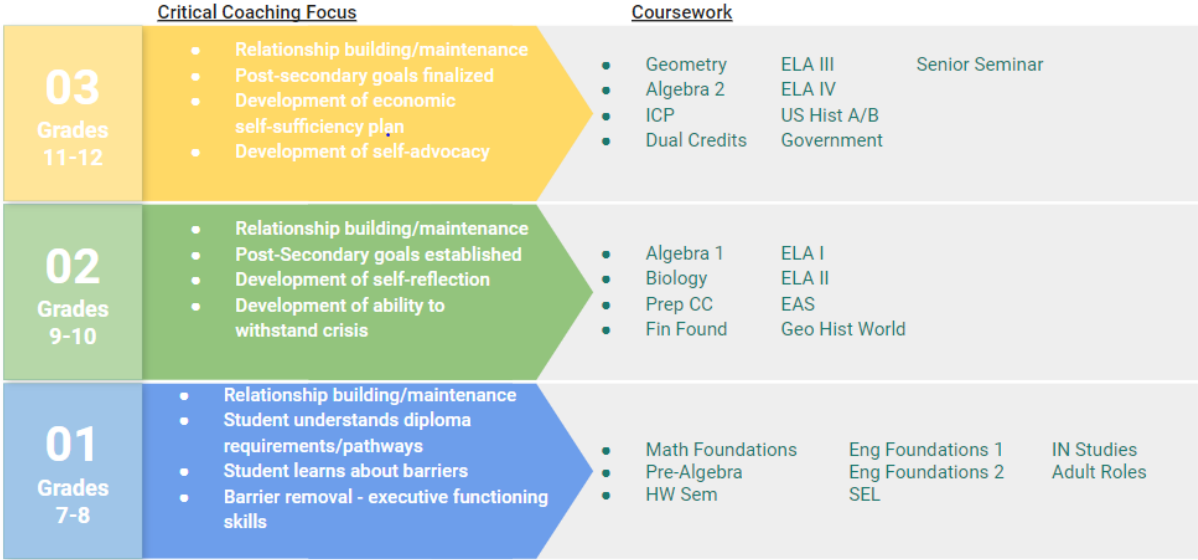 Critical Coaching Focus
Coursework
03
Grades
11-12
● Relationship building/maintenance
● Post-secondary goals finalized
● Development of economic
self-sufficiency plan
● Development of self-advocacy
● Geometry ELA III Senior Seminar
● Algebra 2 ELA IV
● ICP US Hist A/B
● Dual Credits Government
02
Grades
9-10
● Relationship building/maintenance
● Post-Secondary goals established
● Development of self-reflection
● Development of ability to
withstand crisis
● Algebra 1 ELA I
● Biology ELA II
● Prep CC EAS
● Fin Found Geo Hist World
01
Grades
7-8
● Relationship building/maintenance
● Student understands diploma
requirements/pathways
● Student learns about barriers
● Barrier removal - executive functioning
skills
● Math Foundations Eng Foundations 1 IN Studies
● Pre-Algebra Eng Foundations 2 Adult Roles
● HW Sem SEL